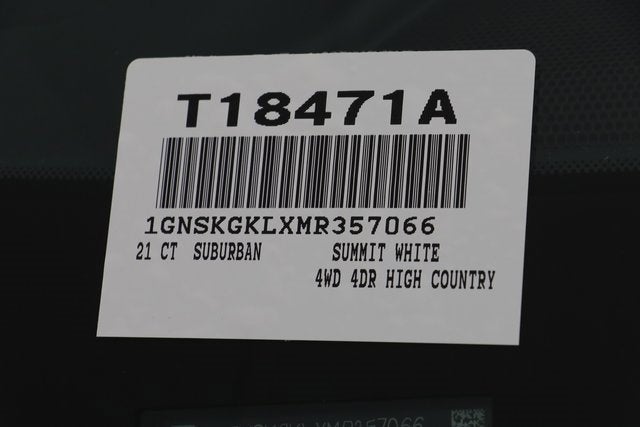 T18471A
1GNSKGKLXMR357066
21 CT SUBURBAN SUMMIT WHITE
4WD 4DR HIGH COUNTRY